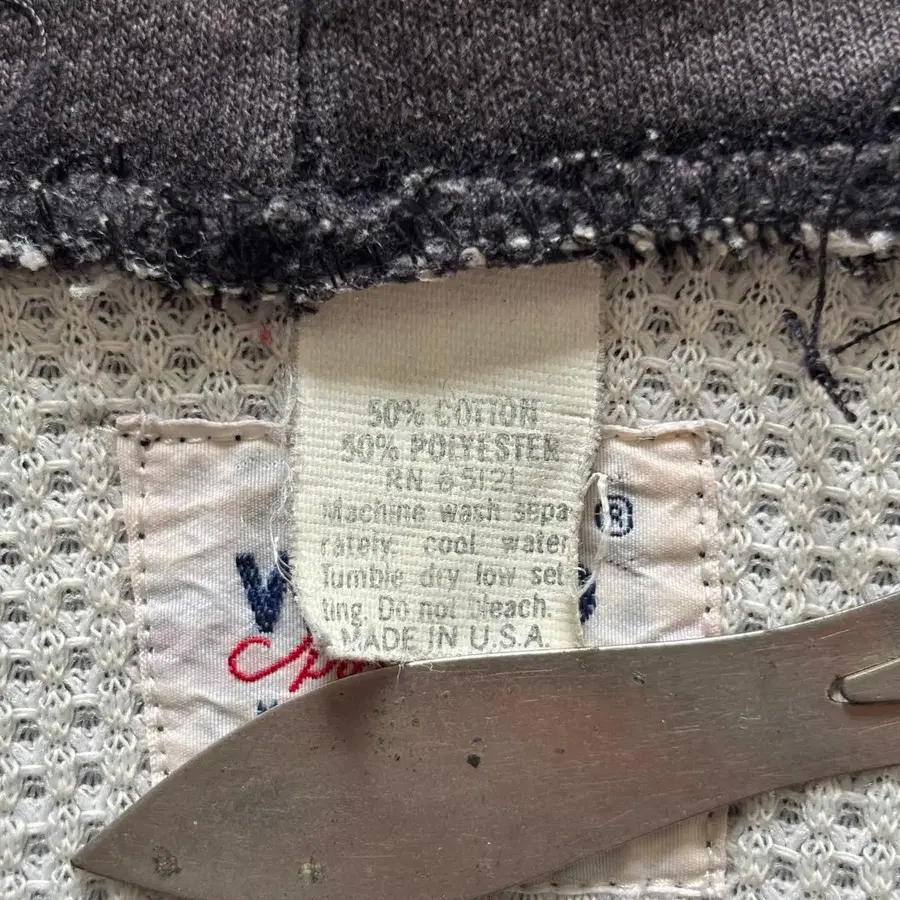 50% COTTON
50% POLYESTER
RN 65121
Machine wash sepa
rately. cool water
Tumble dry low set
ting. Do not bleach.
MADE IN U.S.A.
®